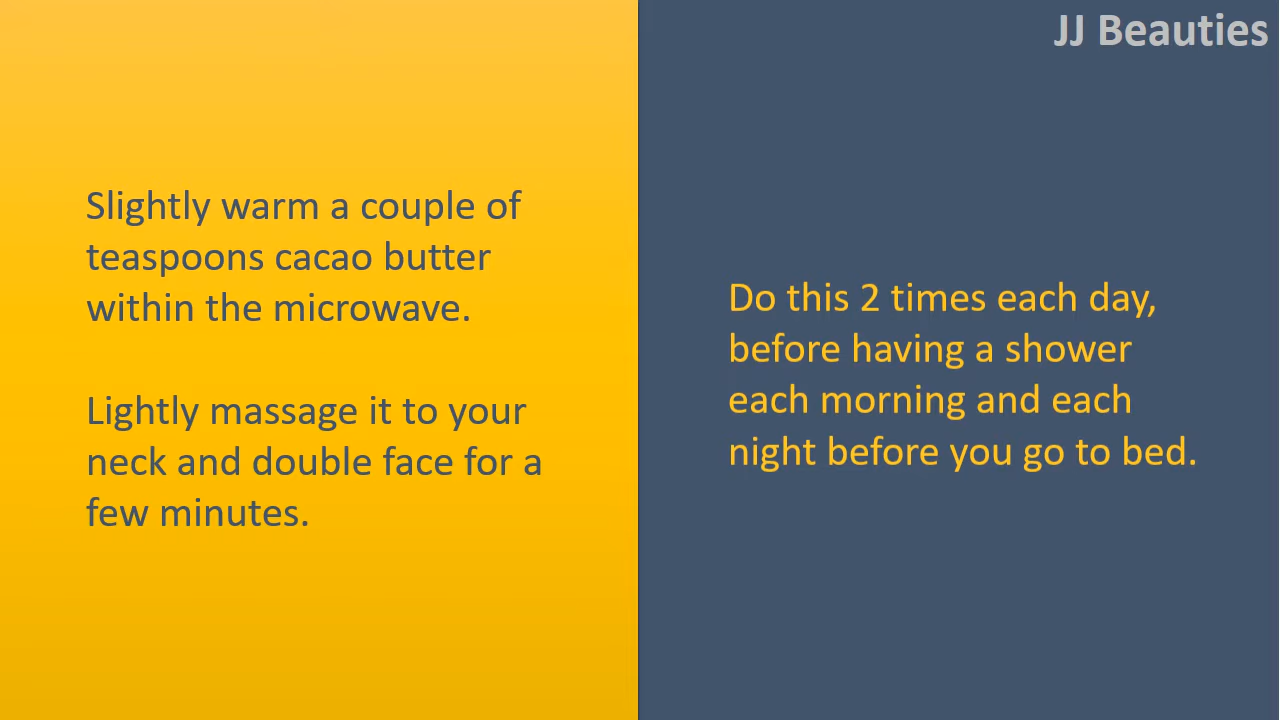 JJ Beauties
Slightly warm a couple of
teaspoons cacao butter
within the microwave.
Lightly massage it to your
neck and double face for a
few minutes.
Do this 2 times each day,
before having a shower
each morning and each
night before you go to bed.